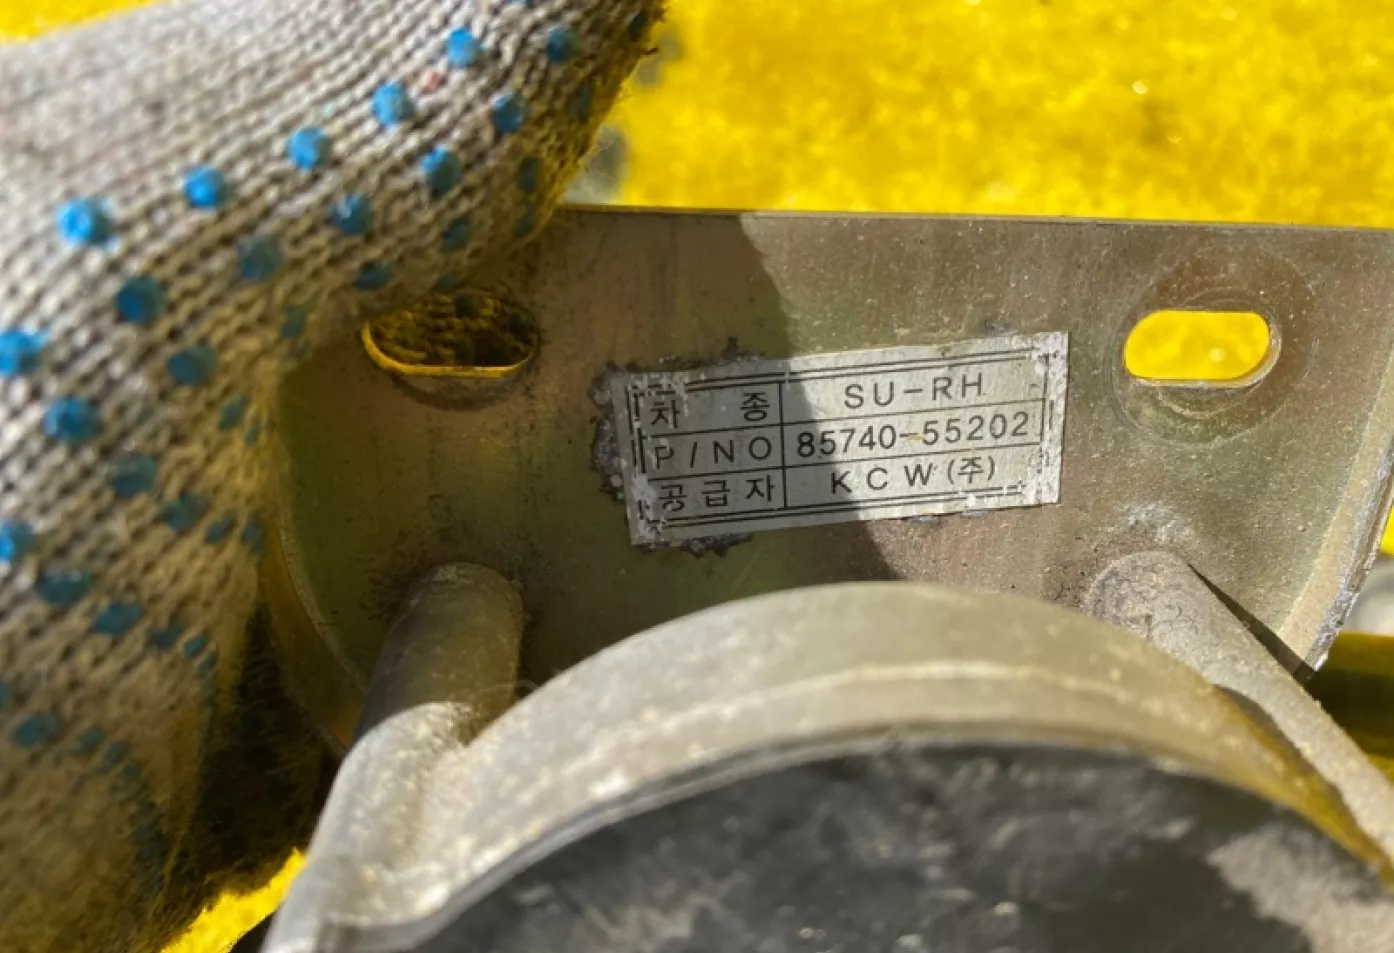 차 종 SU-RH
P/NO 85740-55202
공급자 KCW(주)